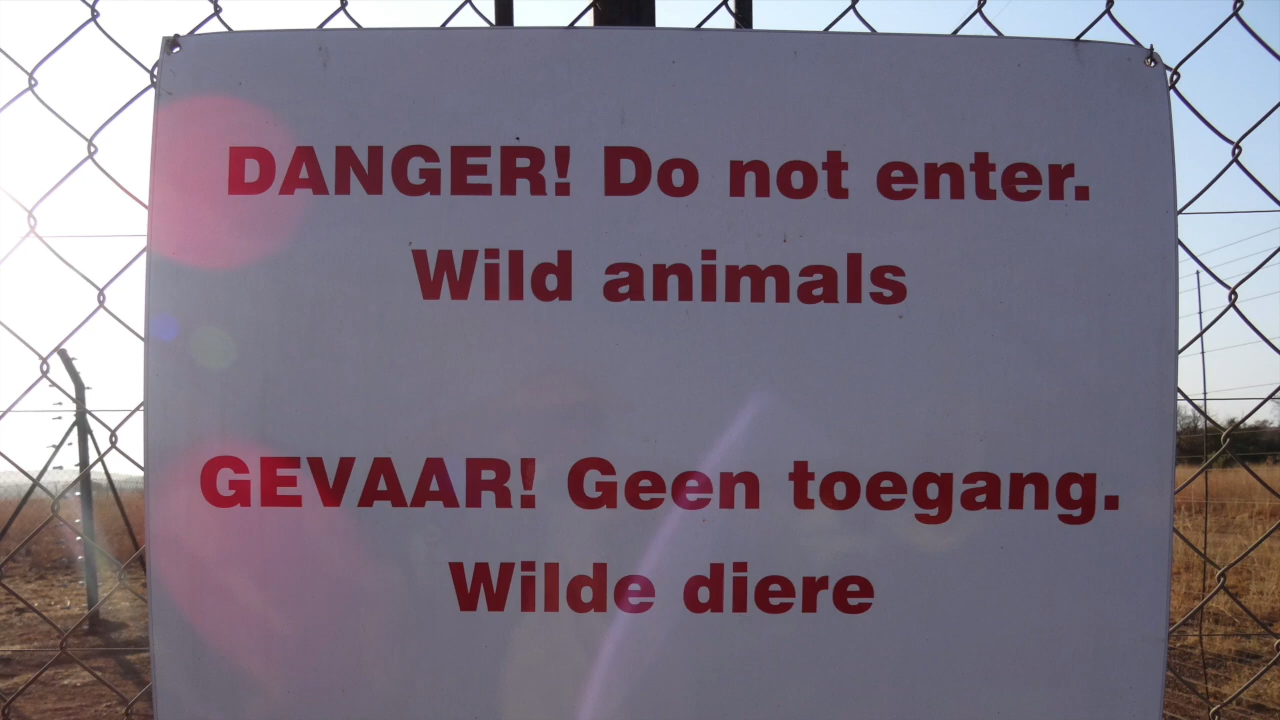 DANGER! Do not enter.
Wild animals
GEVAAR! Geen toegang.
Wilde diere